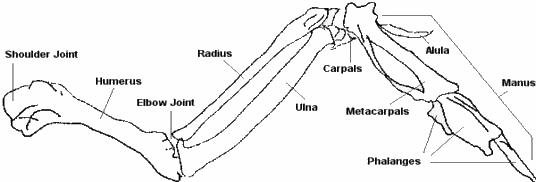 Shoulder Joint
Humerus
Radius
Elbow Joint
Ulna
Carpals
Alula
Manus
Metacarpals
Phalanges